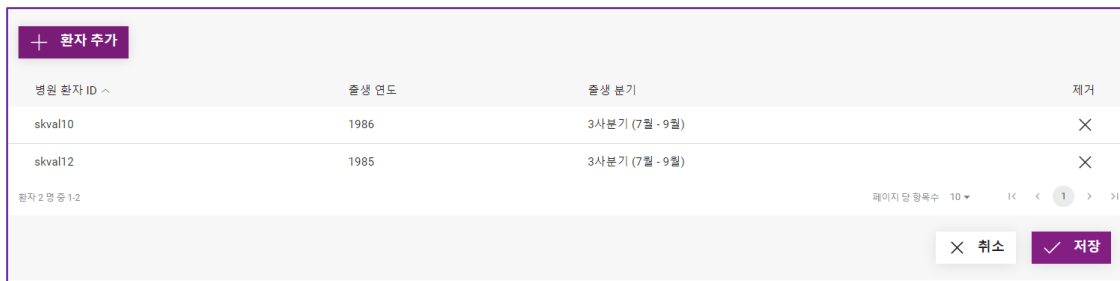 환자 추가
병원 환자 ID 출생 연도 출생 분기 제거
skval10 1986 3사분기 (7월 - 9월)
skval12 1985 3사분기 (7월 - 9월)
환자 2 명 중 1-2 페이지 당 항목수 10 1
취소 저장